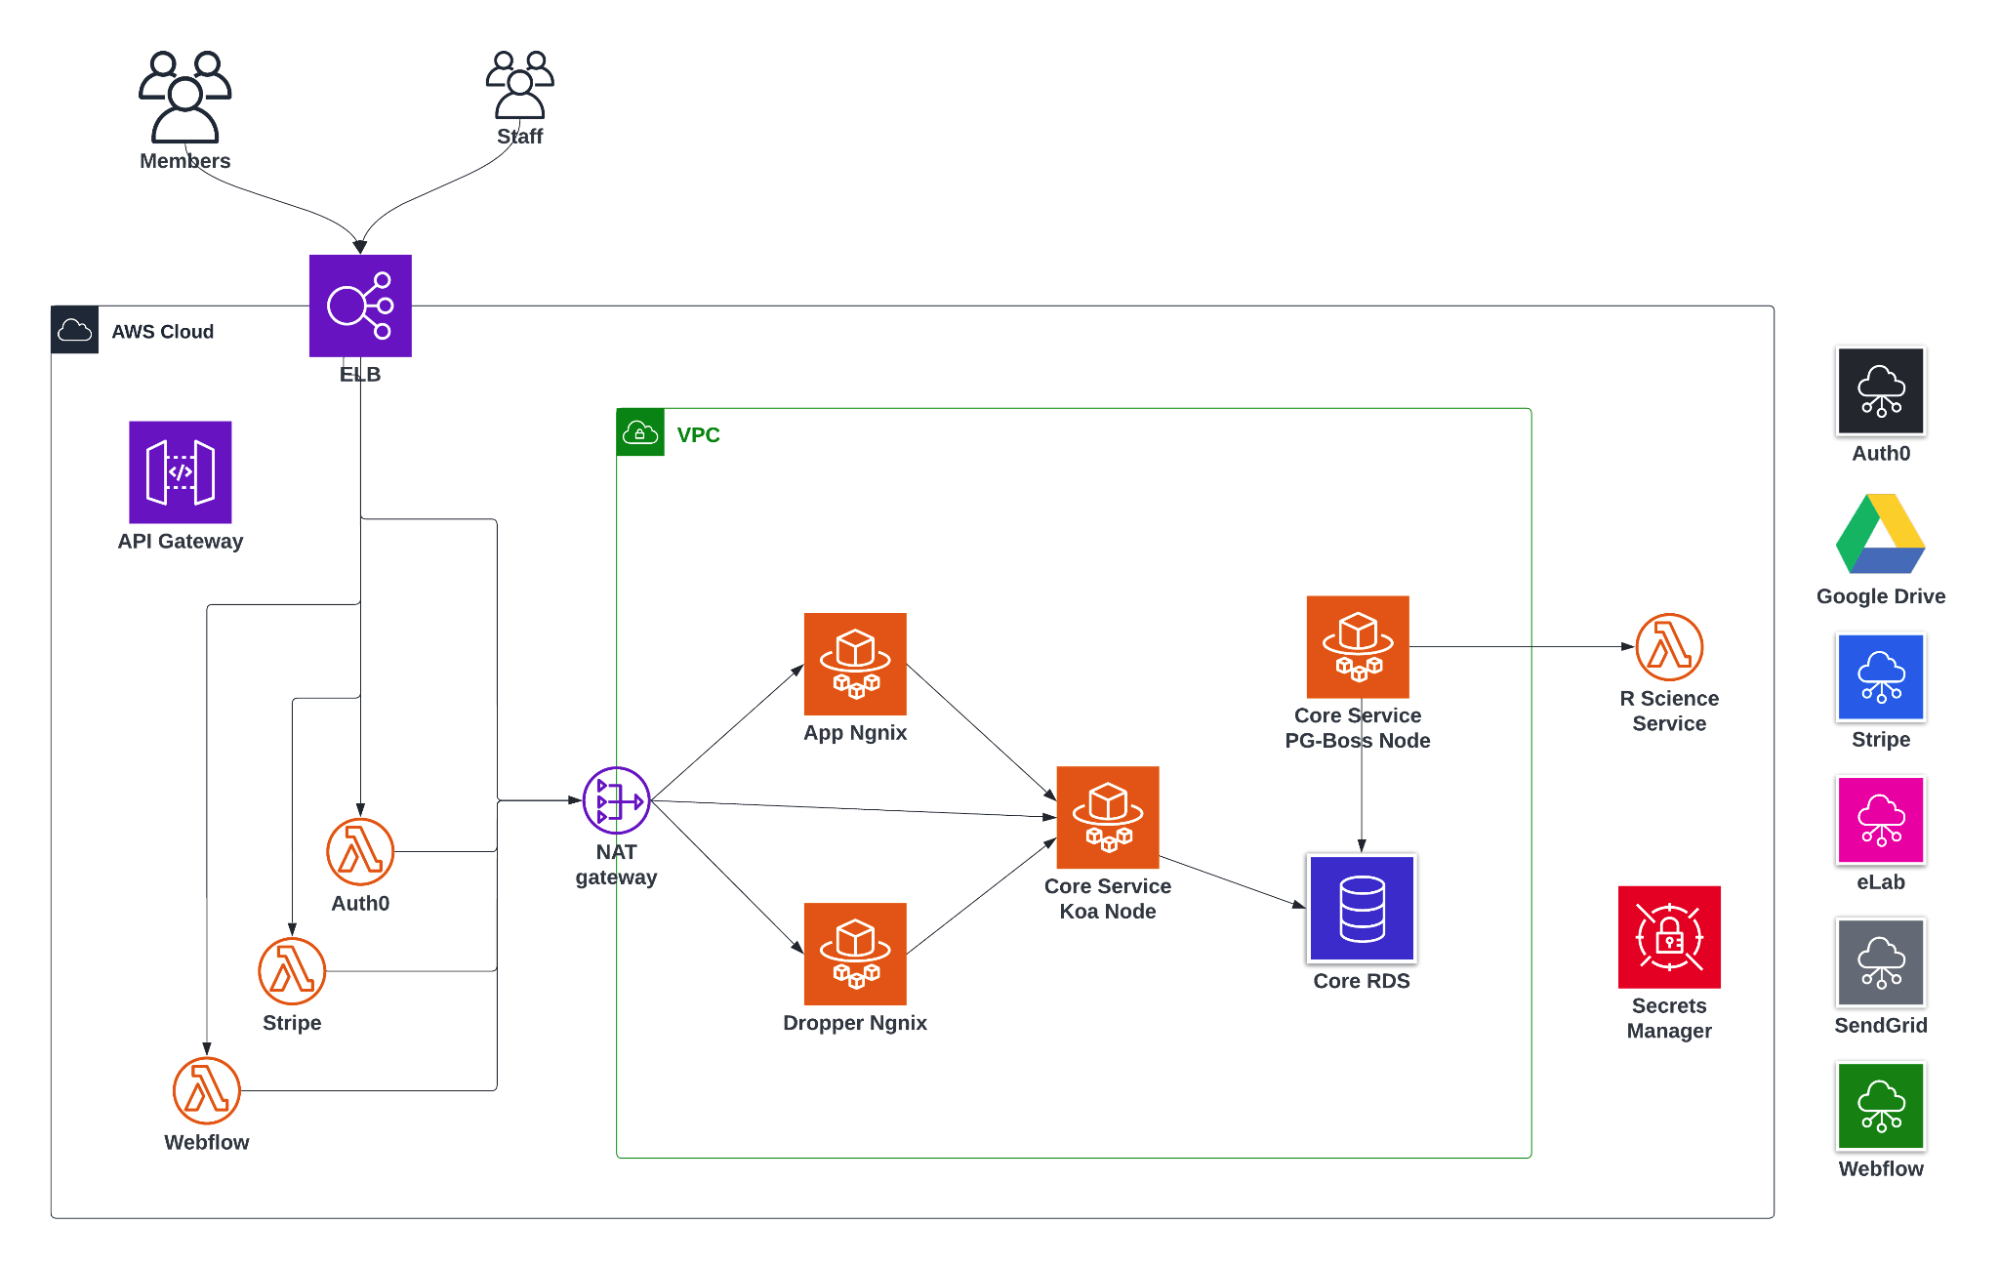 Members
Staff
AWS Cloud
ELB
API Gateway
VPC
Auth0
Stripe
Webflow
NAT
gateway
App Ngnix
Dropper Ngnix
Core Service
Koa Node
Core Service
PG-Boss Node
Core RDS
R Science
Service
Secrets
Manager
Auth0
Google Drive
Stripe
eLab
SendGrid
Webflow